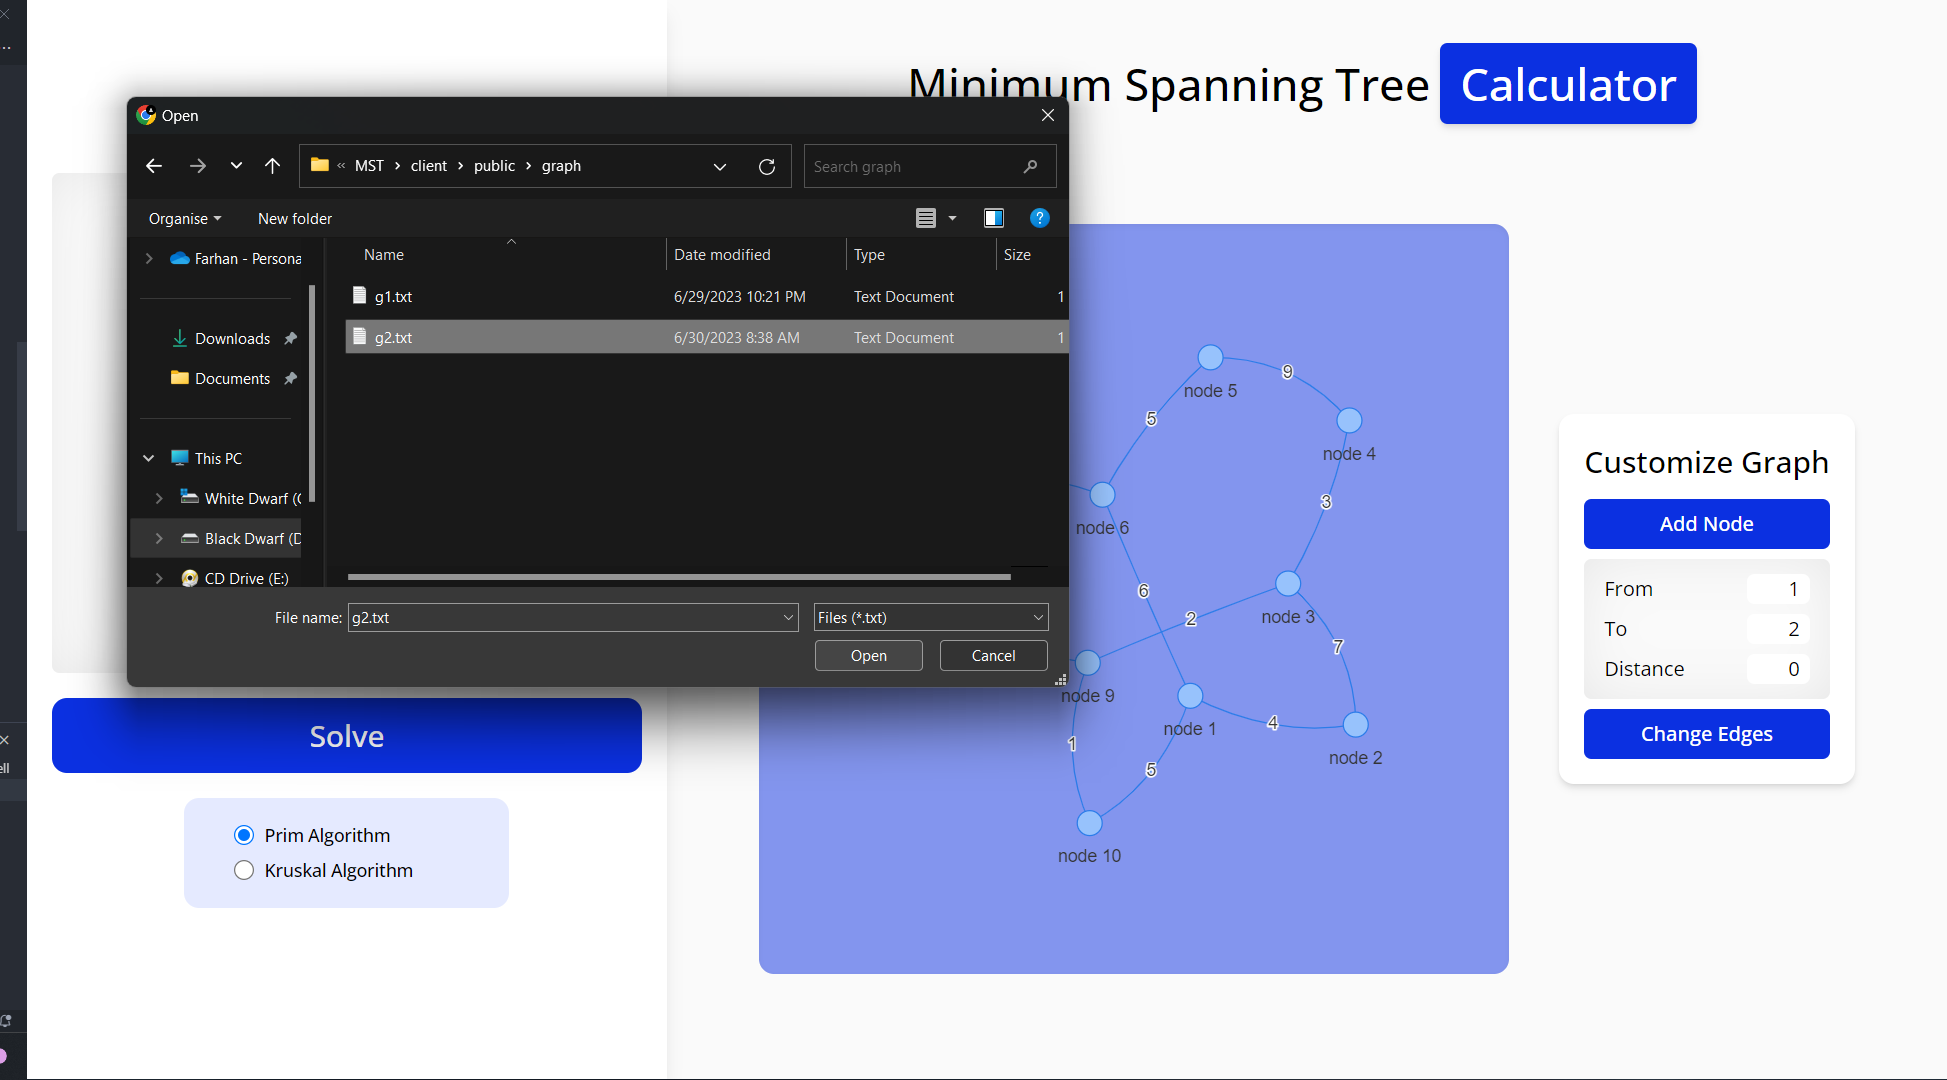 Minimum Spanning Tree Calculator
Open
« MST > client > public > graph
Search graph
Organise
New folder
Name
Date modified
Type
Size
Farhan - Persona
g1.txt
6/29/2023 10:21 PM
Text Document
1
g2.txt
6/30/2023 8:38 AM
Text Document
1
Downloads
Documents
This PC
White Dwarf (C
Black Dwarf (D
CD Drive (E:)
File name:
g2.txt
Files (*.txt)
Open
Cancel
Solve
Prim Algorithm
Kruskal Algorithm
node 5
9
5
node 4
3
node 6
6
2
node 3
7
node 9
node 1
4
node 2
1
5
node 10
Customize Graph
Add Node
From 1
To 2
Distance 0
Change Edges
ell